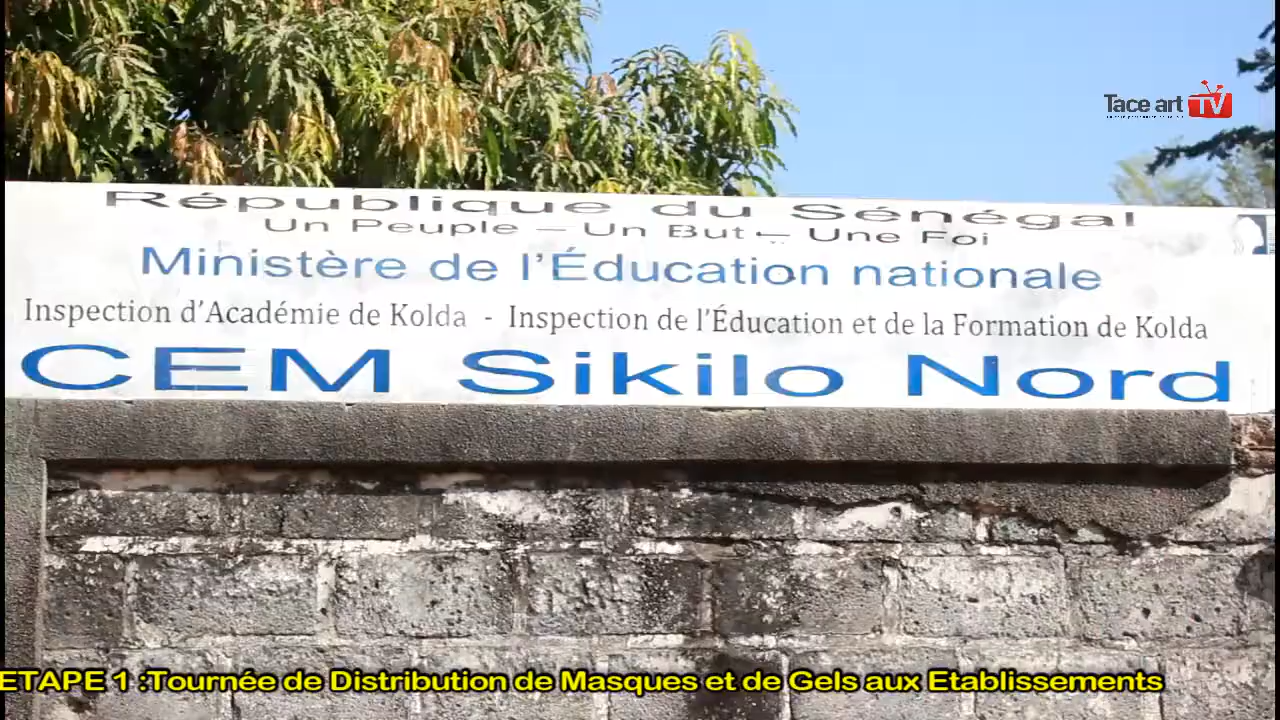 Tace art TV
République du Sénégal
Un Peuple – Un But – Une Foi
Ministère de l'Éducation nationale
Inspection d'Académie de Kolda - Inspection de l'Éducation et de la Formation de Kolda
CEM Sikilo Nord
ETAPE 1 :Tournée de Distribution de Masques et de Gels aux Etablissements